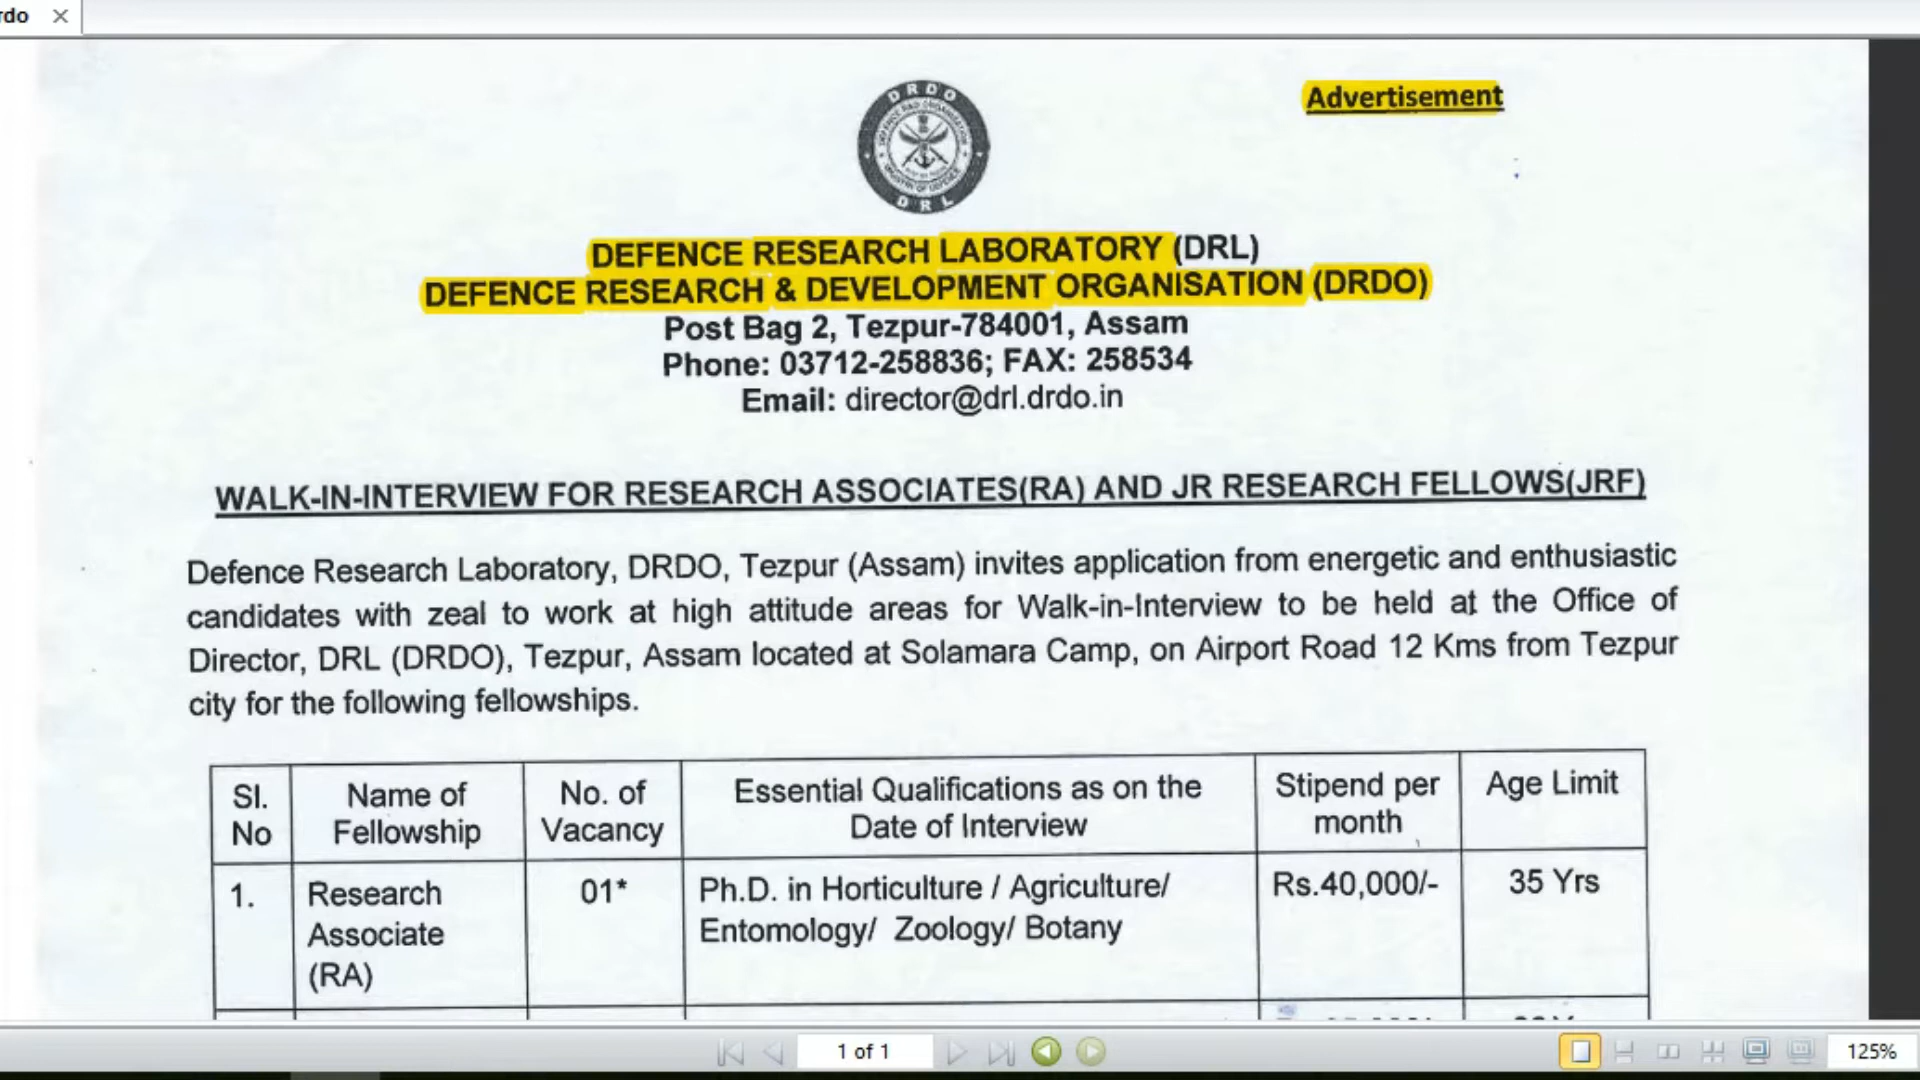 rdo
Advertisement
DRDO
DRL
DEFENCE RESEARCH LABORATORY (DRL)
DEFENCE RESEARCH & DEVELOPMENT ORGANISATION (DRDO)
Post Bag 2, Tezpur-784001, Assam
Phone: 03712-258836; FAX: 258534
Email: director@drl.drdo.in
WALK-IN-INTERVIEW FOR RESEARCH ASSOCIATES(RA) AND JR RESEARCH FELLOWS(JRF)
Defence Research Laboratory, DRDO, Tezpur (Assam) invites application from energetic and enthusiastic
candidates with zeal to work at high attitude areas for Walk-in-Interview to be held at the Office of
Director, DRL (DRDO), Tezpur, Assam located at Solamara Camp, on Airport Road 12 Kms from Tezpur
city for the following fellowships.
Sl. No
Name of Fellowship
No. of Vacancy
Essential Qualifications as on the Date of Interview
Stipend per month
Age Limit
1.
Research Associate (RA)
01*
Ph.D. in Horticulture / Agriculture/
Entomology/ Zoology/ Botany
Rs.40,000/-
35 Yrs
1 of 1
125%